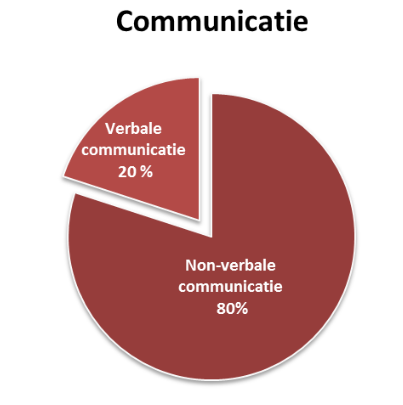 Communicatie
Verbale
communicatie
20 %
Non-verbale
communicatie
80%